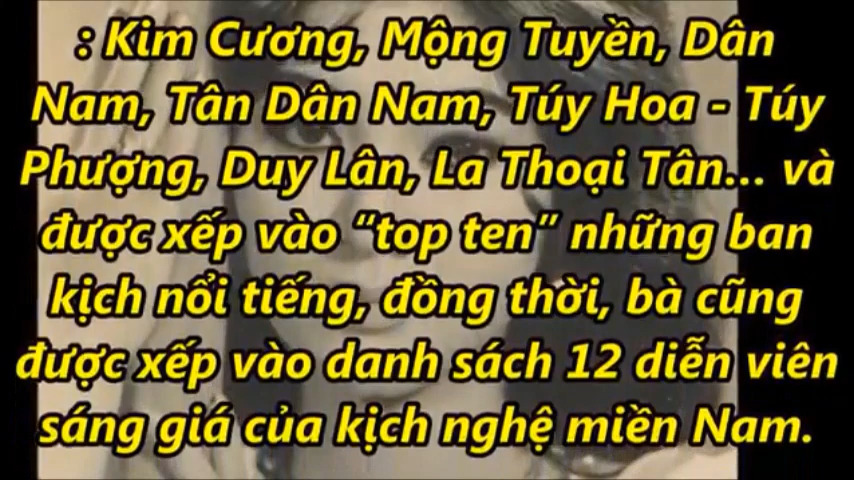 : Kim Cương, Mộng Tuyền, Dân
Nam, Tân Dân Nam, Túy Hoa - Túy
Phượng, Duy Lân, La Thoại Tân... và
được xếp vào “top ten” những ban
kịch nổi tiếng, đồng thời, bà cũng
được xếp vào danh sách 12 diễn viên
sáng giá của kịch nghệ miền Nam.